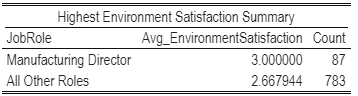 Highest Environment Satisfaction Summary
JobRole Avg_EnvironmentSatisfaction Count
Manufacturing Director 3.000000 87
All Other Roles 2.667944 783